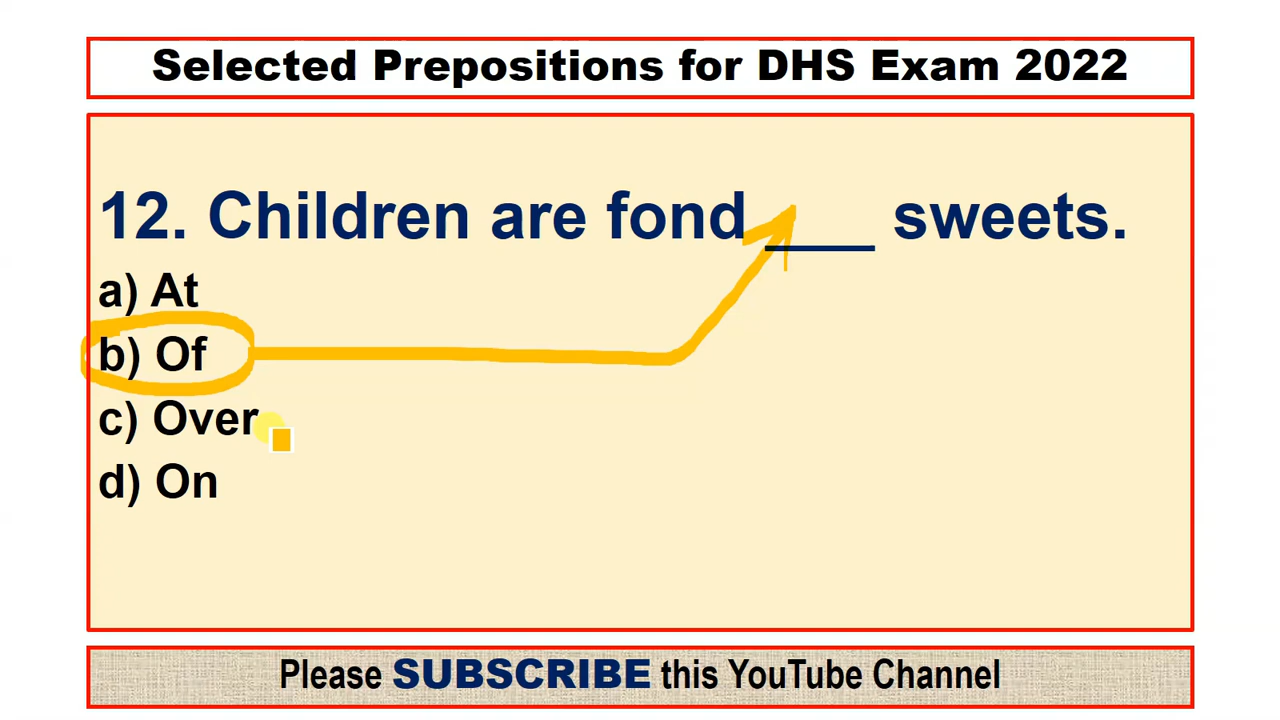 Selected Prepositions for DHS Exam 2022
12. Children are fond ___ sweets.
a) At
b) Of
c) Over
d) On
Please SUBSCRIBE this YouTube Channel